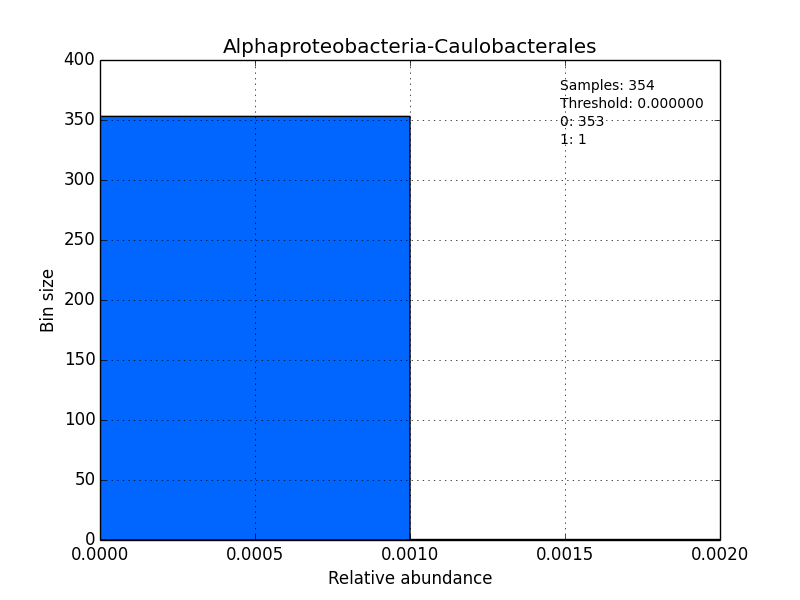 Alphaproteobacteria-Caulobacterales
Samples: 354
Threshold: 0.000000
0: 353
1: 1
400
350
300
250
200
150
100
50
0
Bin size
0.0000 0.0005 0.0010 0.0015 0.0020
Relative abundance